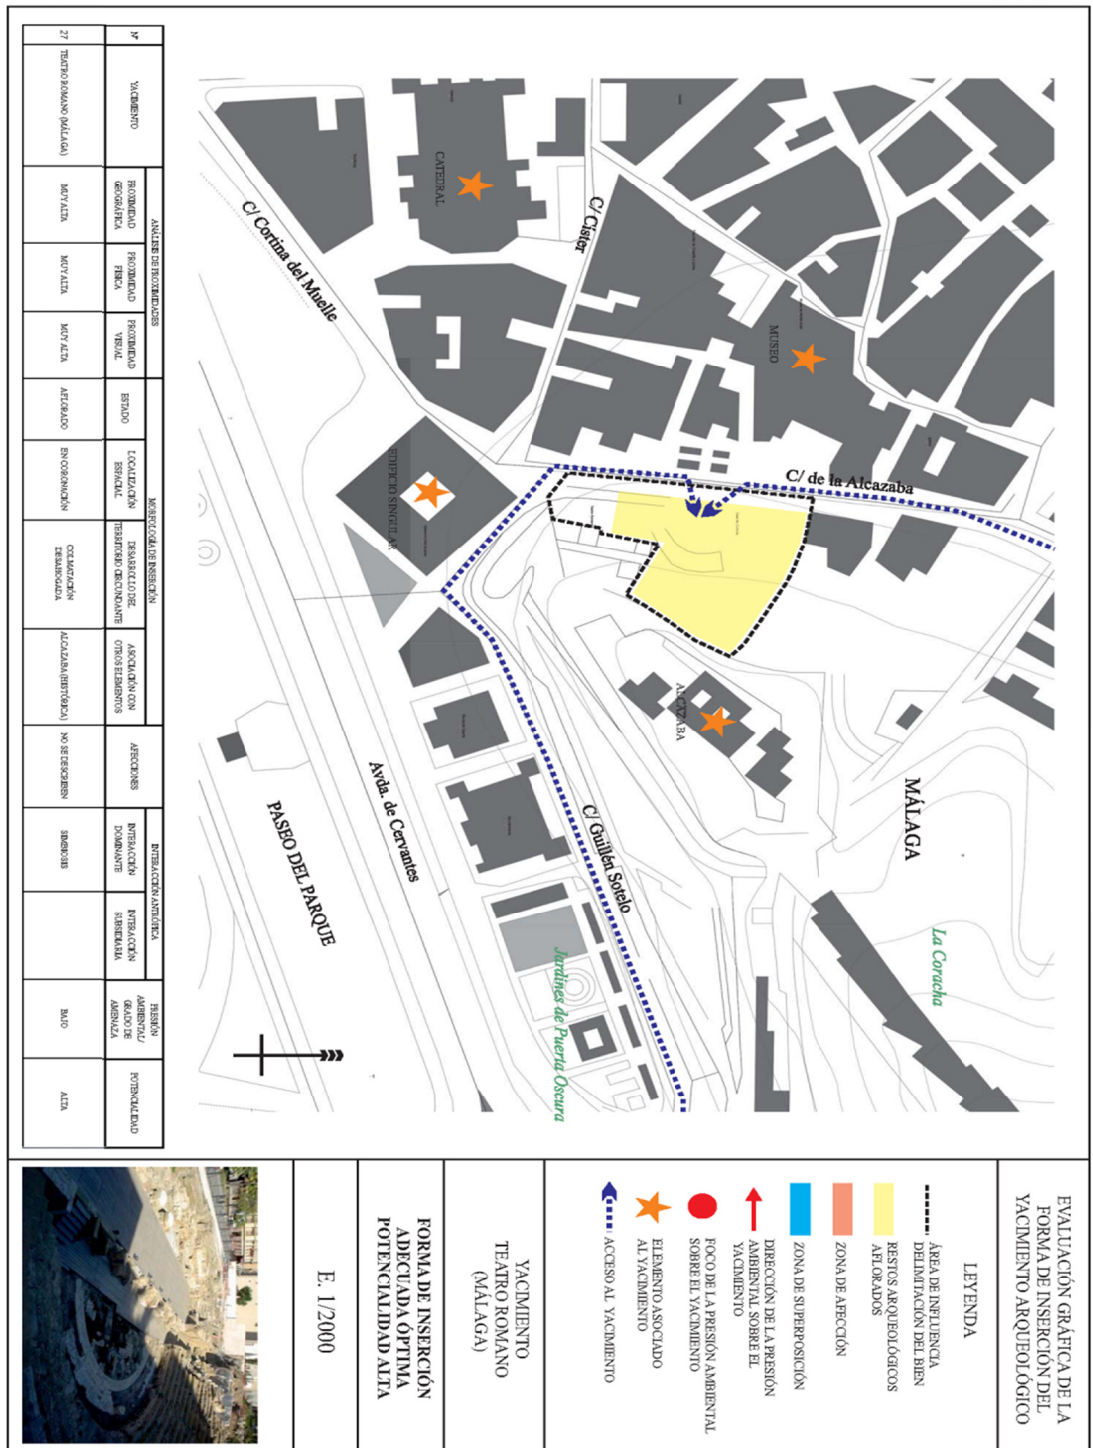 EVALUACIÓN GRÁFICA DE LA
FORMA DE INSERCIÓN DEL
YACIMIENTO ARQUEOLÓGICO
LEYENDA
ÁREA DE INFLUENCIA
DELIMITACIÓN DEL BIEN
RESTOS ARQUEOLÓGICOS
AFLORADOS
ZONA DE AFECCIÓN
ZONA DE SUPERPOSICIÓN
DIRECCIÓN DE LA PRESIÓN
AMBIENTAL SOBRE EL
YACIMIENTO
FOCO DE LA PRESIÓN AMBIENTAL
SOBRE EL YACIMIENTO
ELEMENTO ASOCIADO
AL YACIMIENTO
ACCESO AL YACIMIENTO
YACIMIENTO
TEATRO ROMANO
(MÁLAGA)
FORMA DE INSERCIÓN
ADECUADA ÓPTIMA
POTENCIALIDAD ALTA
E. 1/2000
CATEDRAL
C/ Cister
C/ Cortina del Muelle
MUSEO
C/ de la Alcazaba
EDIFICIO SINGULAR
ALCAZABA
MÁLAGA
La Coracha
C/ Guillén Sotelo
Avda. de Cervantes
PASEO DEL PARQUE
Jardines de Puerta Oscura
Nº
YACIMIENTO
ANÁLISIS DE PROXIMIDADES
PROXIMIDAD
GEOGRÁFICA
PROXIMIDAD
FÍSICA
PROXIMIDAD
VISUAL
MORFOLOGÍA DE INSERCIÓN
ESTADO
LOCALIZACIÓN
ESPACIAL
DESARROLLO DEL
TERRITORIO CIRCUNDANTE
ASOCIACIÓN CON
OTROS ELEMENTOS
AFECCIONES
INTERACCIÓN ANTRÓPICA
INTERACCIÓN
DOMINANTE
INTERACCIÓN
SUBSIDIARIA
PRESIÓN
AMBIENTAL/
GRADO DE
AMENAZA
POTENCIALIDAD
27
TEATRO ROMANO (MÁLAGA)
MUY ALTA
MUY ALTA
MUY ALTA
AFLORADO
EN CORONACIÓN
COLMATACIÓN
DESAHOGADA
ALCAZABA (HISTÓRICA)
NO SE DESCRIBEN
SIMBIOSIS
BAJO
ALTA